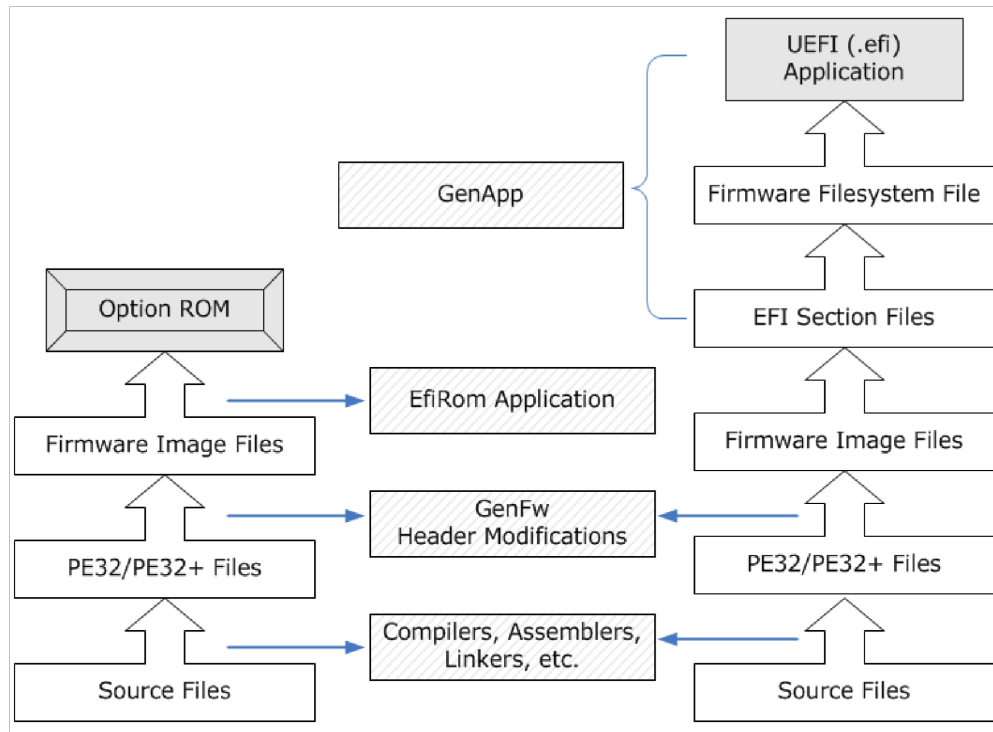 UEFI (.efi)
Application
GenApp
Firmware Filesystem File
Option ROM
EFI Section Files
EfiRom Application
Firmware Image Files
Firmware Image Files
GenFw
Header Modifications
PE32/PE32+ Files
PE32/PE32+ Files
Compilers, Assemblers,
Linkers, etc.
Source Files
Source Files